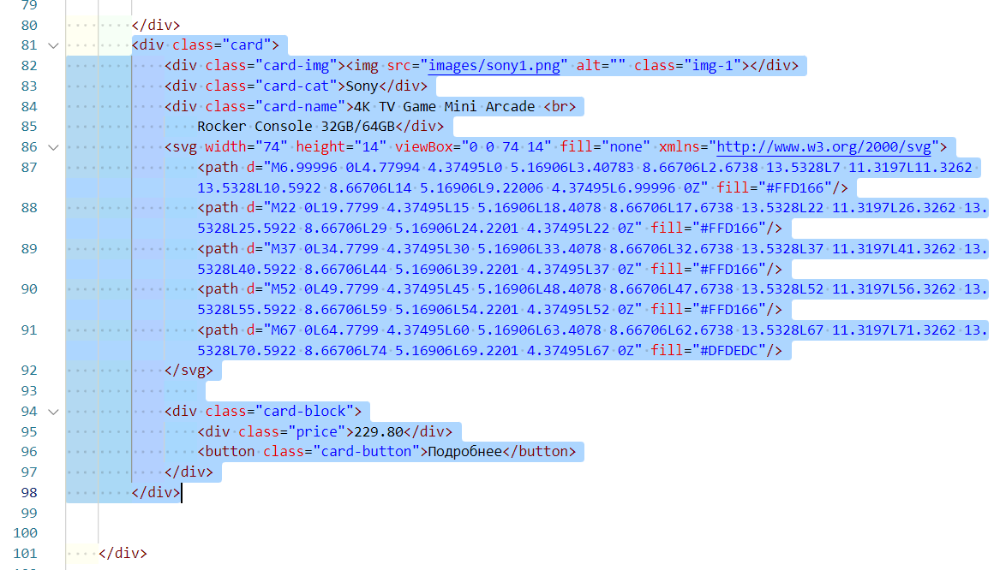 79
80 </div>
81 <div class="card">
82 <div class="card-img"><img src="images/sony1.png" alt="" class="img-1"></div>
83 <div class="card-cat">Sony</div>
84 <div class="card-name">4K TV Game Mini Arcade <br>
85 Rocker Console 32GB/64GB</div>
86 <svg width="74" height="14" viewBox="0 0 74 14" fill="none" xmlns="http://www.w3.org/2000/svg">
87 <path d="M6.99996 0L4.77994 4.37495L0 5.16906L3.40783 8.66706L2.6738 13.5328L7 11.3197L11.3262
13.5328L10.5922 8.66706L14 5.16906L9.22006 4.37495L6.99996 0Z" fill="#FFD166"/>
88 <path d="M22 0L19.7799 4.37495L15 5.16906L18.4078 8.66706L17.6738 13.5328L22 11.3197L26.3262 13.
5328L25.5922 8.66706L29 5.16906L24.2201 4.37495L22 0Z" fill="#FFD166"/>
89 <path d="M37 0L34.7799 4.37495L30 5.16906L33.4078 8.66706L32.6738 13.5328L37 11.3197L41.3262 13.
5328L40.5922 8.66706L44 5.16906L39.2201 4.37495L37 0Z" fill="#FFD166"/>
90 <path d="M52 0L49.7799 4.37495L45 5.16906L48.4078 8.66706L47.6738 13.5328L52 11.3197L56.3262 13.
5328L55.5922 8.66706L59 5.16906L54.2201 4.37495L52 0Z" fill="#FFD166"/>
91 <path d="M67 0L64.7799 4.37495L60 5.16906L63.4078 8.66706L62.6738 13.5328L67 11.3197L71.3262 13.
5328L70.5922 8.66706L74 5.16906L69.2201 4.37495L67 0Z" fill="#DFDEDC"/>
92 </svg>
93
94 <div class="card-block">
95 <div class="price">229.80</div>
96 <button class="card-button">Подробнее</button>
97 </div>
98 </div>
99
100
101 </div>